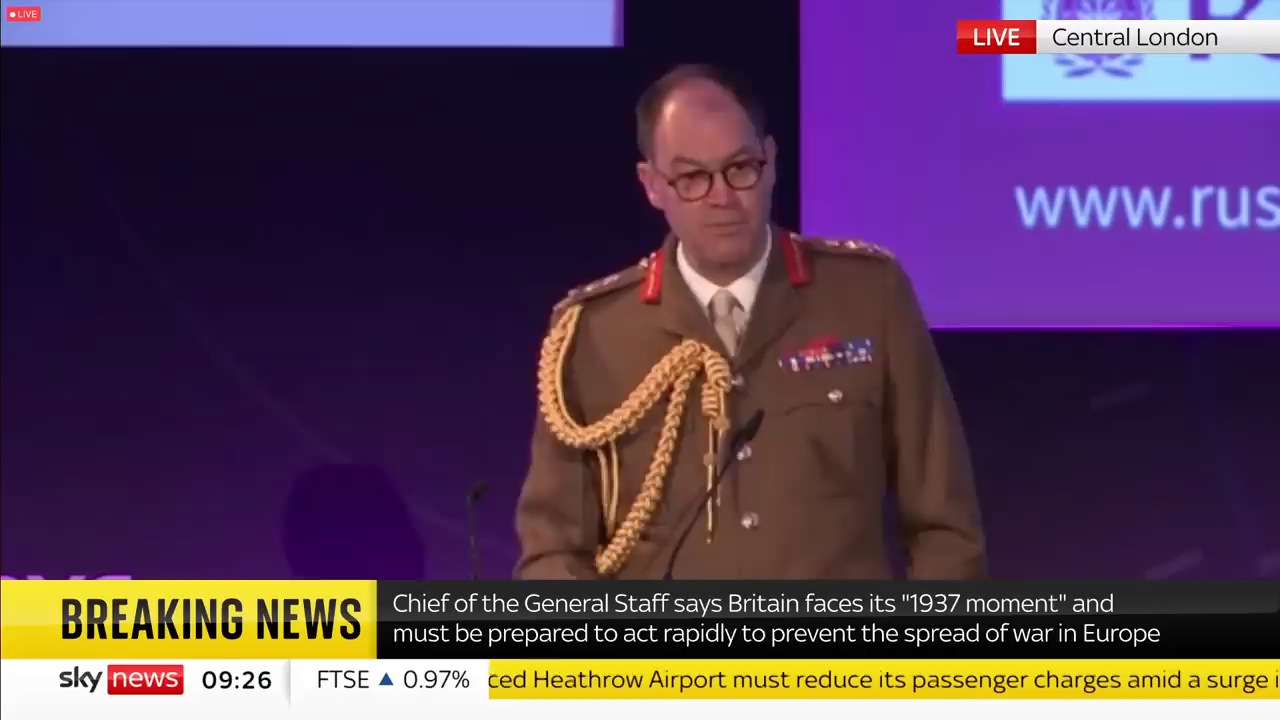 LIVE
LIVE Central London
www.rus
BREAKING NEWS
Chief of the General Staff says Britain faces its "1937 moment" and
must be prepared to act rapidly to prevent the spread of war in Europe
sky news 09:26 FTSE ▲ 0.97% ced Heathrow Airport must reduce its passenger charges amid a surge i